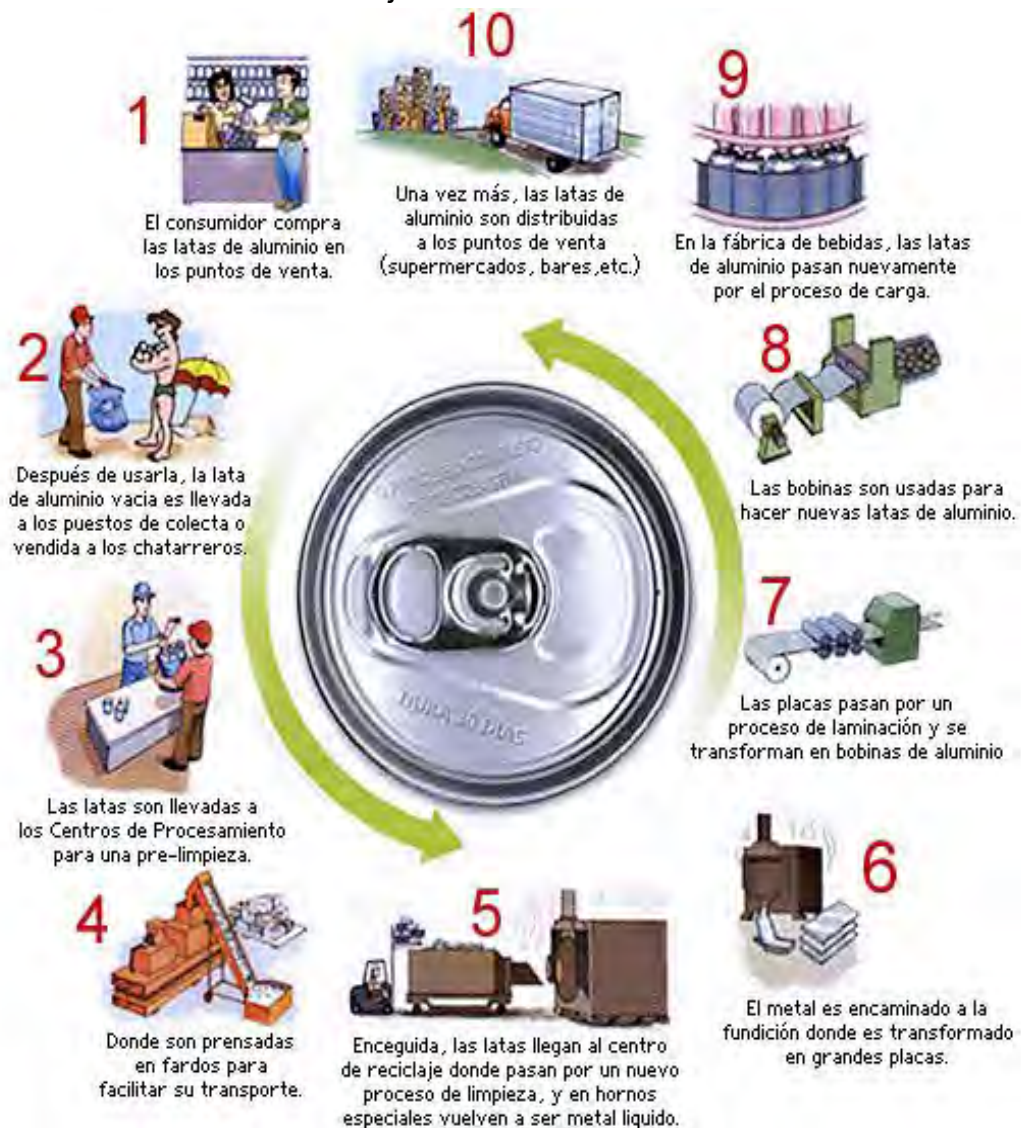 1
El consumidor compra
las latas de aluminio en
los puntos de venta.
2
Después de usarla, la lata
de aluminio vacia es llevada
a los puestos de colecta o
vendida a los chatarreros.
3
Las latas son llevadas a
los Centros de Procesamiento
para una pre-limpieza.
4
Donde son prensadas
en fardos para
facilitar su transporte.
5
Enceguida, las latas llegan al centro
de reciclaje donde pasan por un nuevo
proceso de limpieza, y en hornos
especiales vuelven a ser metal liquido.
6
El metal es encaminado a la
fundición donde es transformado
en grandes placas.
7
Las placas pasan por un
proceso de laminación y se
transforman en bobinas de aluminio
8
Las bobinas son usadas para
hacer nuevas latas de aluminio.
9
En la fábrica de bebidas, las latas
de aluminio pasan nuevamente
por el proceso de carga.
10
Una vez más, las latas de
aluminio son distribuidas
a los puntos de venta
(supermercados, bares,etc.)
DURA 30 DIAS